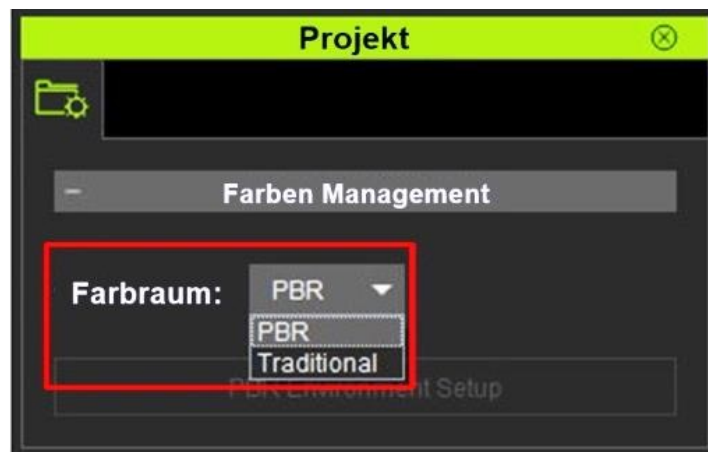 Projekt
Farben Management
Farbraum: PBR
PBR
Traditional
PBR Environment Setup